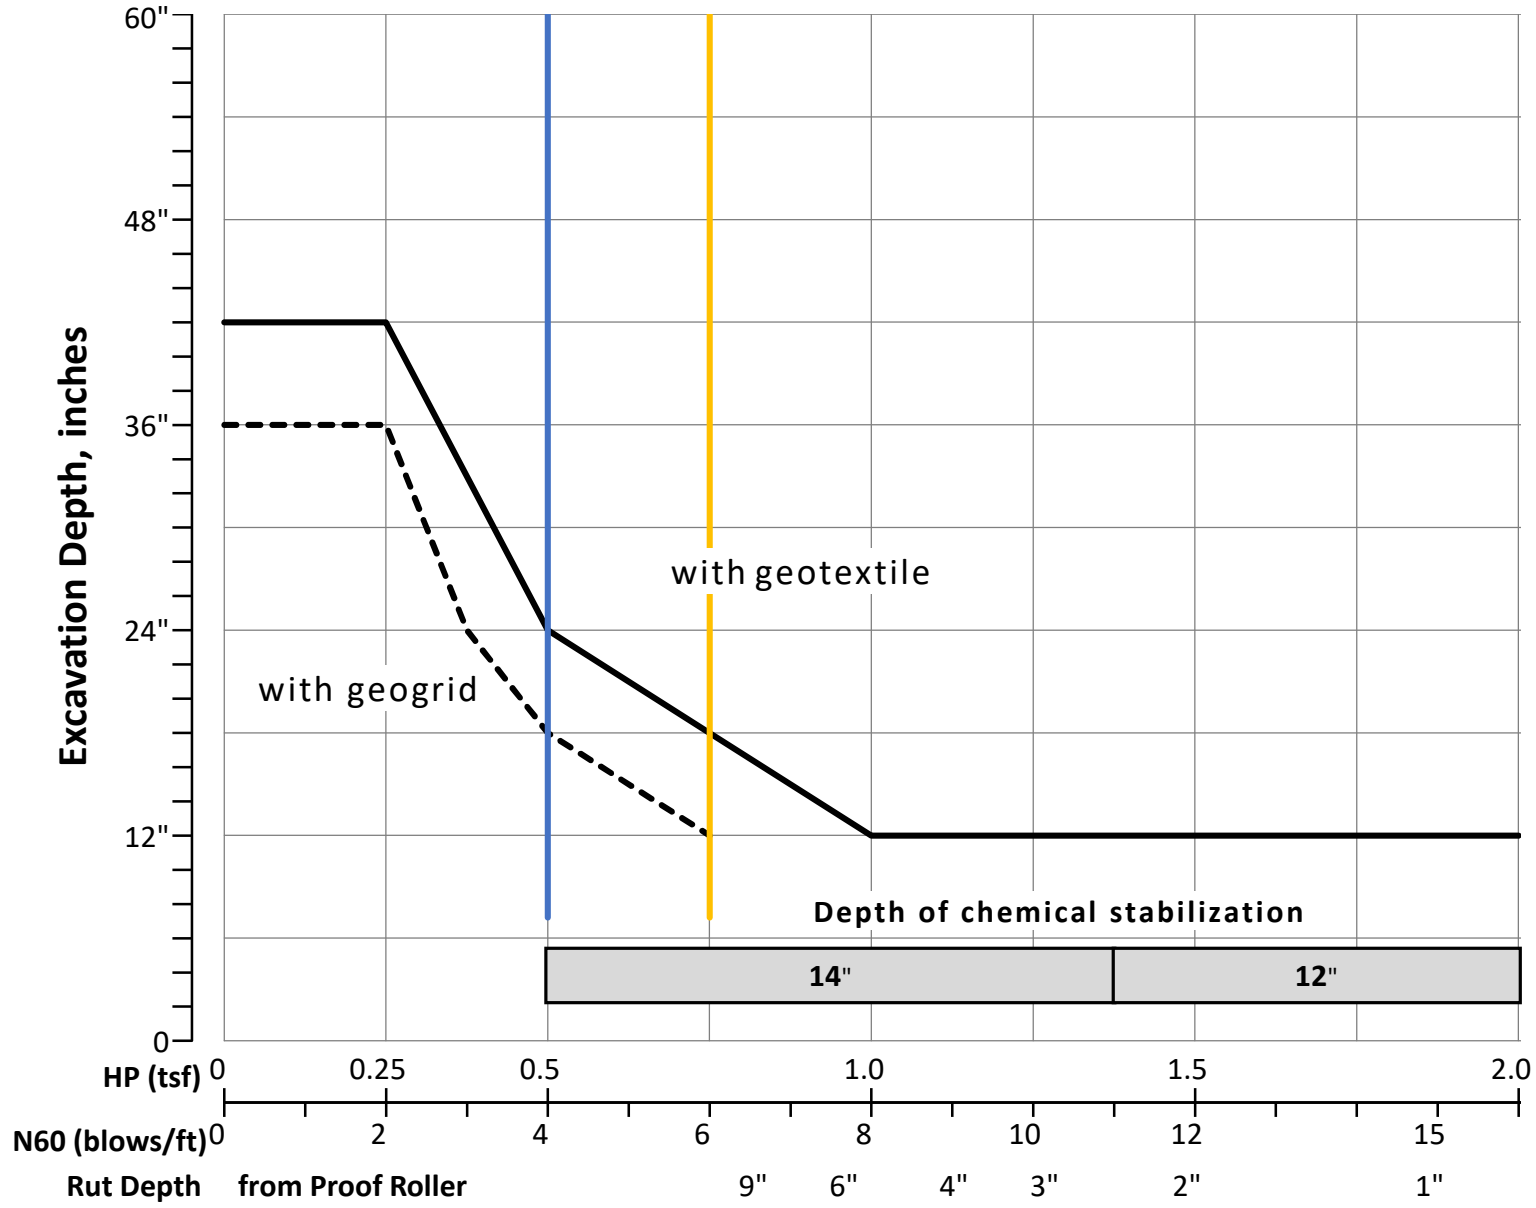 60"
48"
36"
24"
12"
0
Excavation Depth, inches
with geotextile
with geogrid
Depth of chemical stabilization
14" 12"
HP (tsf) 0 0.25 0.5 1.0 1.5 2.0
N60 (blows/ft) 0 2 4 6 8 10 12 15
Rut Depth from Proof Roller 9" 6" 4" 3" 2" 1"